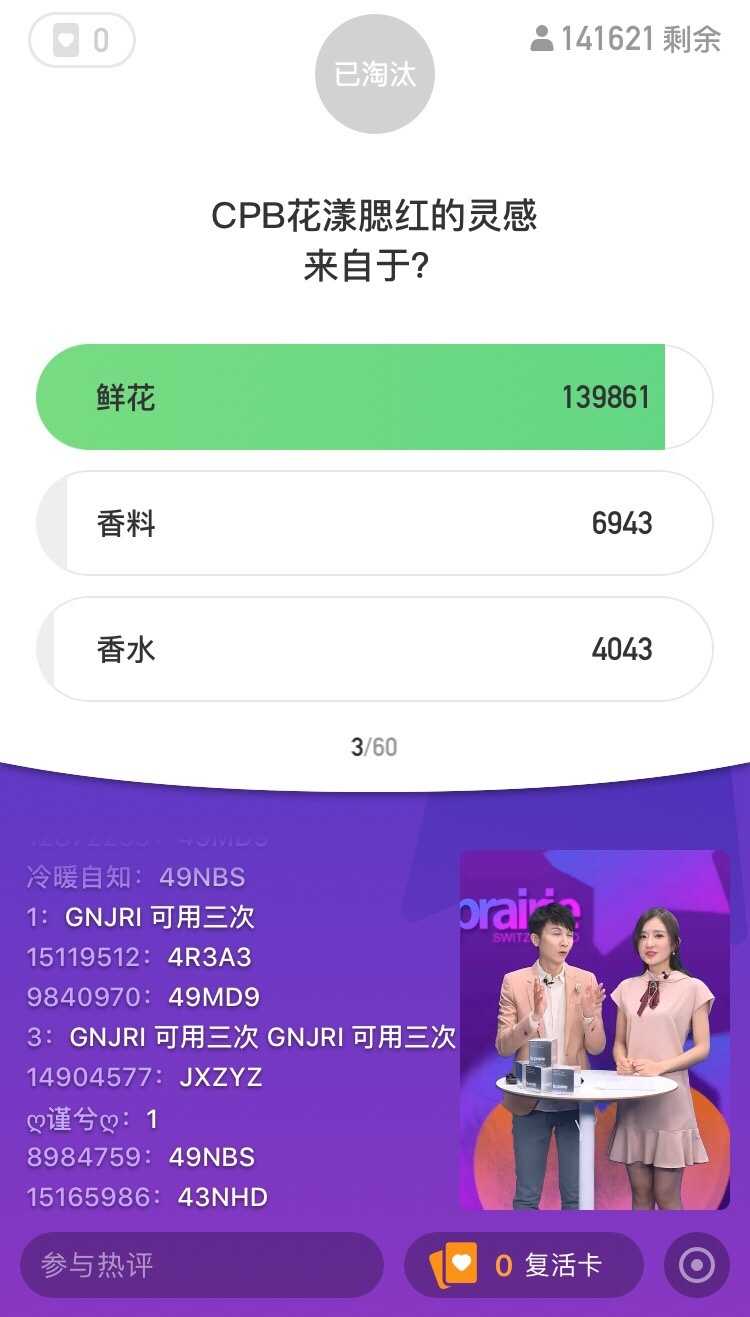 0
141621 剩余
已淘汰
CPB花漾腮红的灵感
来自于?
鲜花 139861
香料 6943
香水 4043
3/60
冷暖自知: 49NBS
1: GNJRI 可用三次
15119512: 4R3A3
9840970: 49MD9
3: GNJRI 可用三次 GNJRI 可用三次
14904577: JXZYZ
ღ谨兮ღ: 1
8984759: 49NBS
15165986: 43NHD
prairie
参与热评
0 复活卡